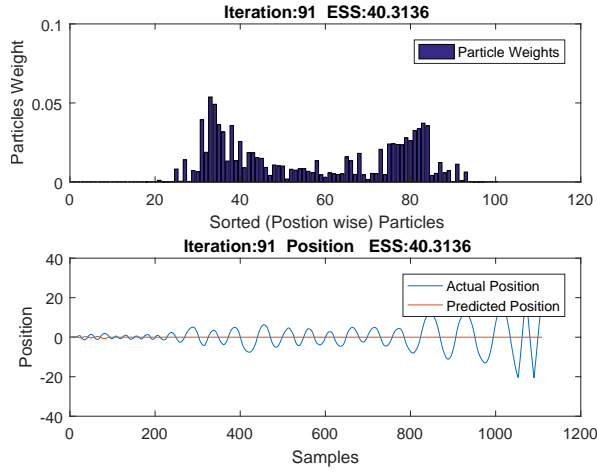 Iteration:91 ESS:40.3136
Particles Weight
0.1
0.05
0
Particle Weights
0 20 40 60 80 100 120
Sorted (Postion wise) Particles
Iteration:91 Position ESS:40.3136
Position
40
20
0
-20
-40
Actual Position
Predicted Position
0 200 400 600 800 1000 1200
Samples